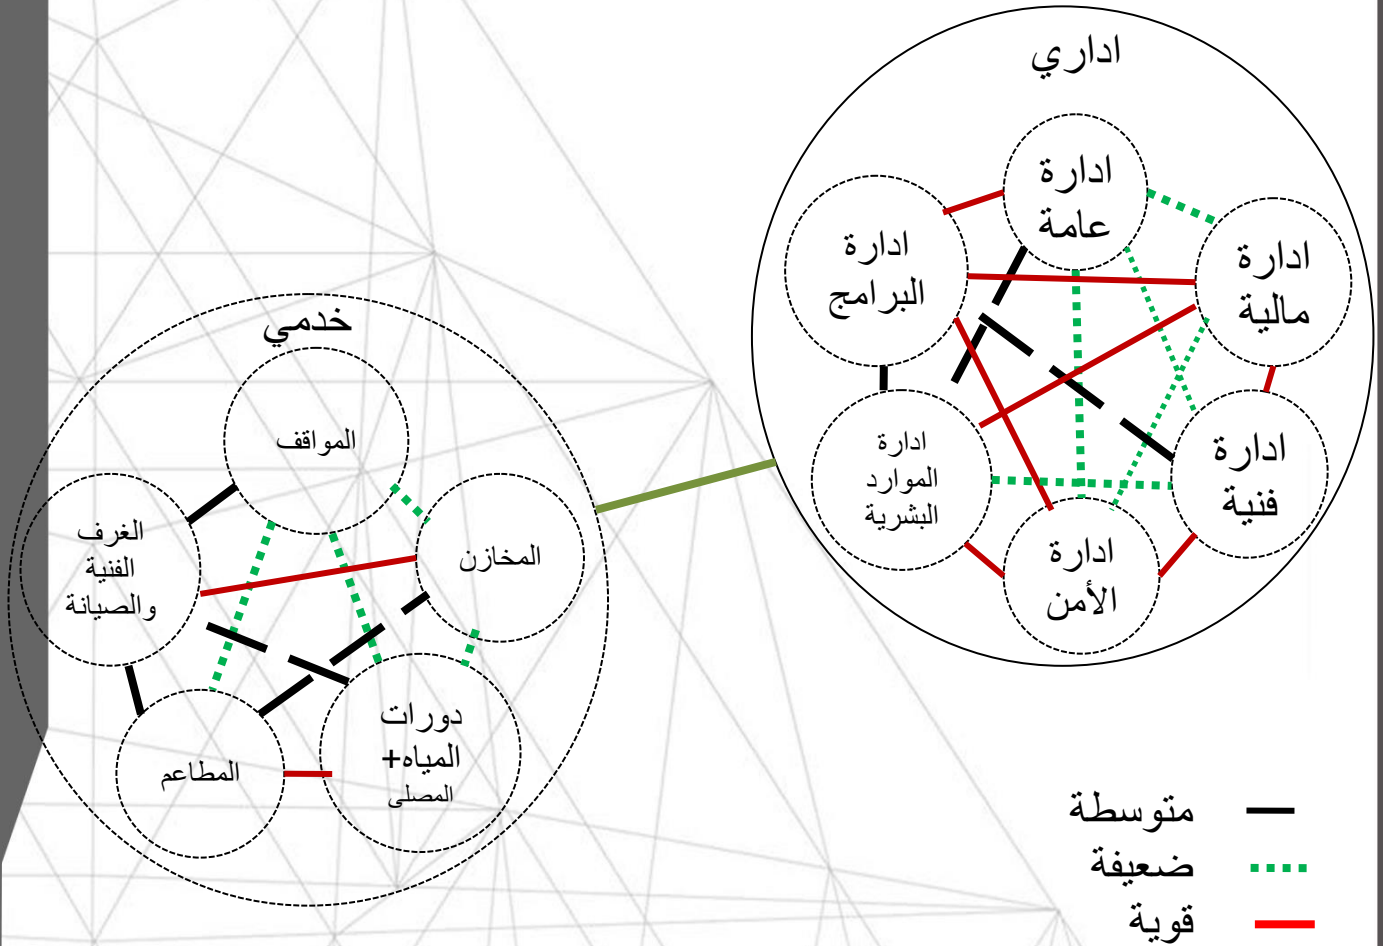 اداري
ادارة
عامة
ادارة
مالية
ادارة
البرامج
ادارة
فنية
ادارة
الموارد
البشرية
ادارة
الأمن
خدمي
المواقف
المخازن
الغرف
الفنية
والصيانة
دورات
المياه+
المصلى
المطاعم
متوسطة
ضعيفة
قوية